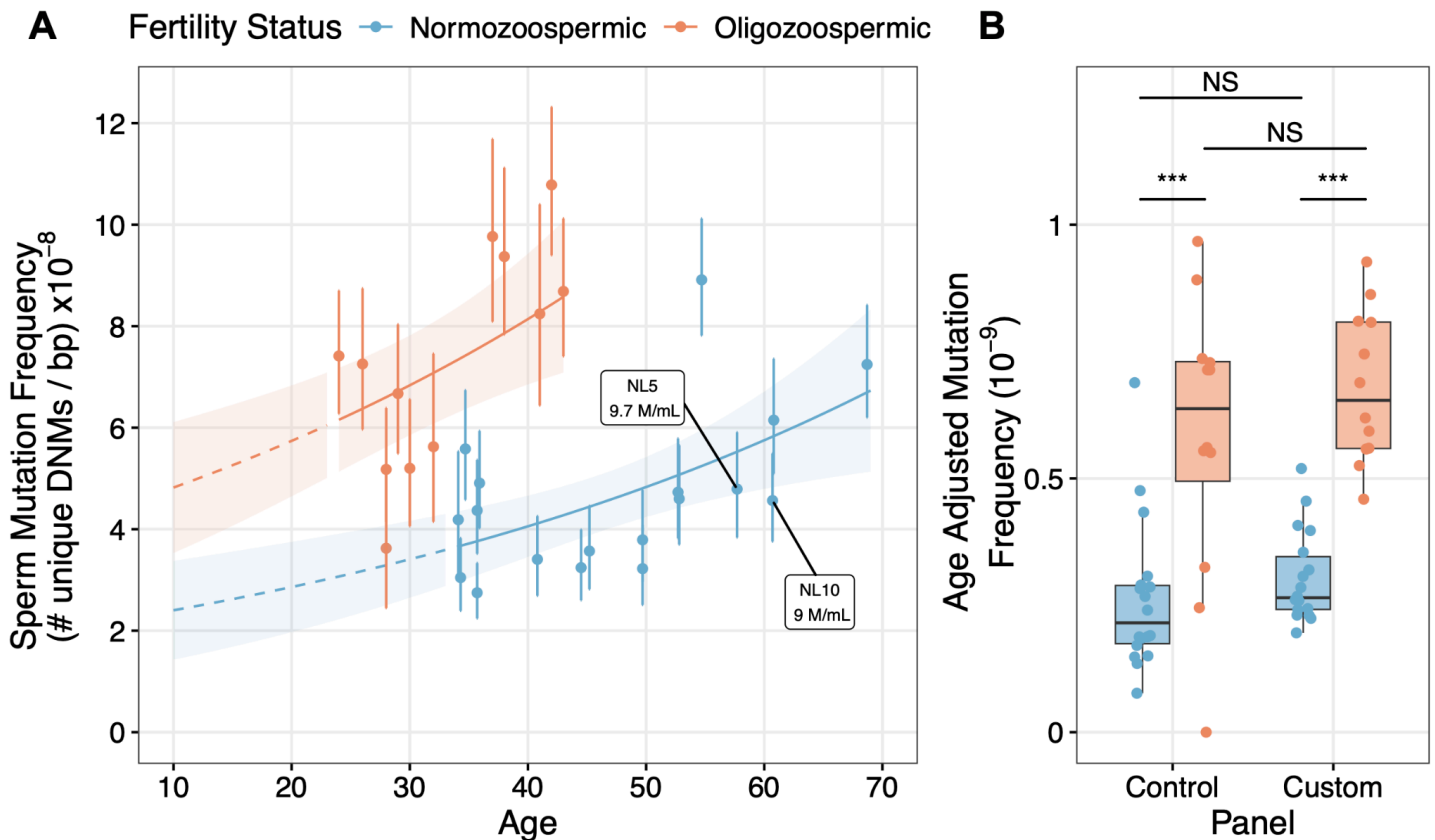 A Fertility Status Normozoospermic Oligozoospermic B
Sperm Mutation Frequency
(# unique DNMs / bp) x10⁻⁸
12
10
8
6
4
2
0
NL5
9.7 M/mL
NL10
9 M/mL
10 20 30 40 50 60 70
Age
Age Adjusted Mutation
Frequency (10⁻⁹)
1
0.5
0
NS
NS
*** ***
Control Custom
Panel